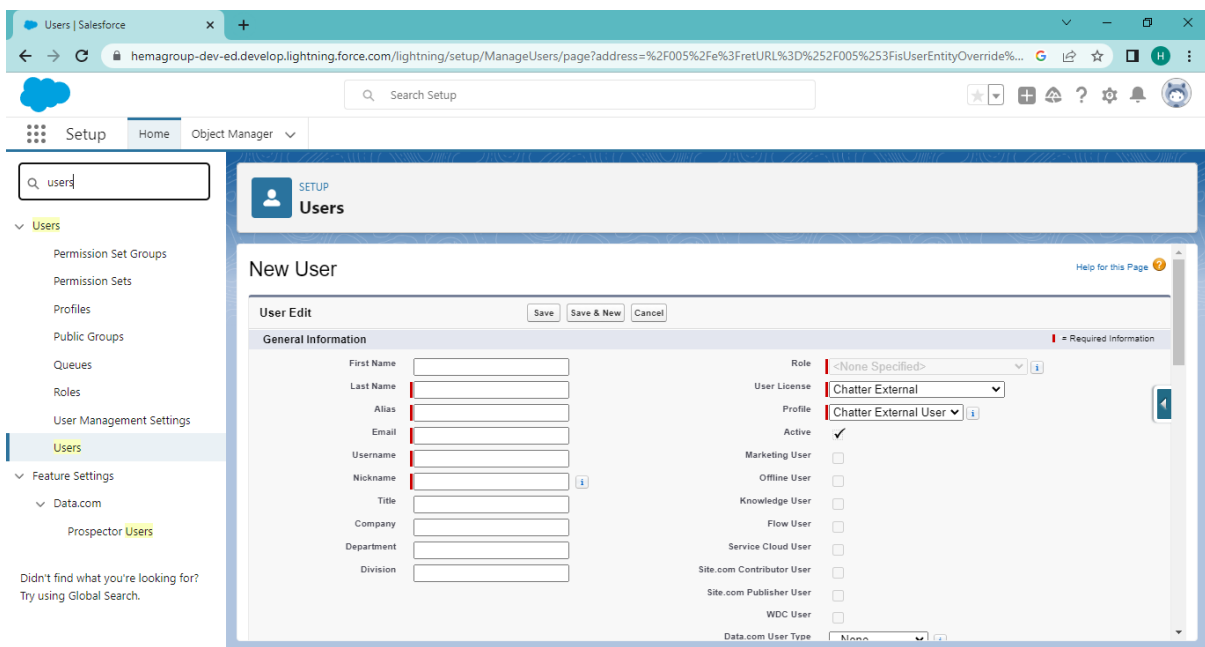 Users | Salesforce
hemagroup-dev-ed.develop.lightning.force.com/lightning/setup/ManageUsers/page?address=%2F005%2Fe%3FretURL%3D%252F005%253FisUserEntityOverride%...
G
H
Search Setup
Setup
Home
Object Manager
users
Users
Permission Set Groups
Permission Sets
Profiles
Public Groups
Queues
Roles
User Management Settings
Users
Feature Settings
Data.com
Prospector Users
Didn't find what you're looking for?
Try using Global Search.
SETUP
Users
New User
Help for this Page
User Edit
Save
Save & New
Cancel
General Information
= Required Information
First Name
Last Name
Alias
Email
Username
Nickname
Title
Company
Department
Division
Role <None Specified>
User License Chatter External
Profile Chatter External User
Active
Marketing User
Offline User
Knowledge User
Flow User
Service Cloud User
Site.com Contributor User
Site.com Publisher User
WDC User
Data.com User Type --None--